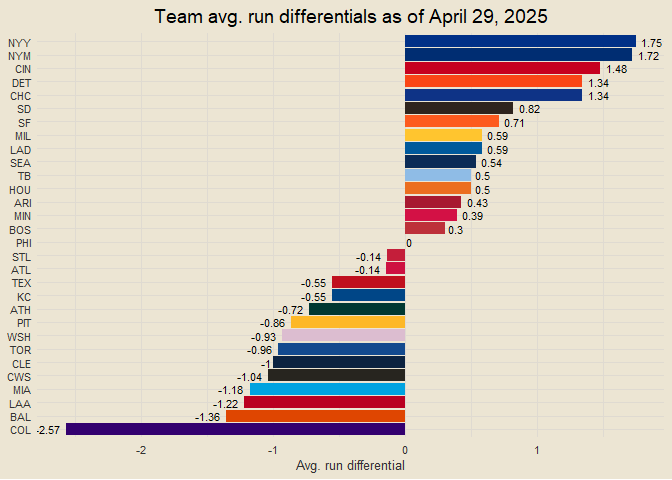 Team avg. run differentials as of April 29, 2025
NYY 1.75
NYM 1.72
CIN 1.48
DET 1.34
CHC 1.34
SD 0.82
SF 0.71
MIL 0.59
LAD 0.59
SEA 0.54
TB 0.5
HOU 0.5
ARI 0.43
MIN 0.39
BOS 0.3
PHI 0
STL -0.14
ATL -0.14
TEX -0.55
KC -0.55
ATH -0.72
PIT -0.86
WSH -0.93
TOR -0.96
CLE -1
CWS -1.04
MIA -1.18
LAA -1.22
BAL -1.36
COL -2.57
-2 -1 0 1
Avg. run differential